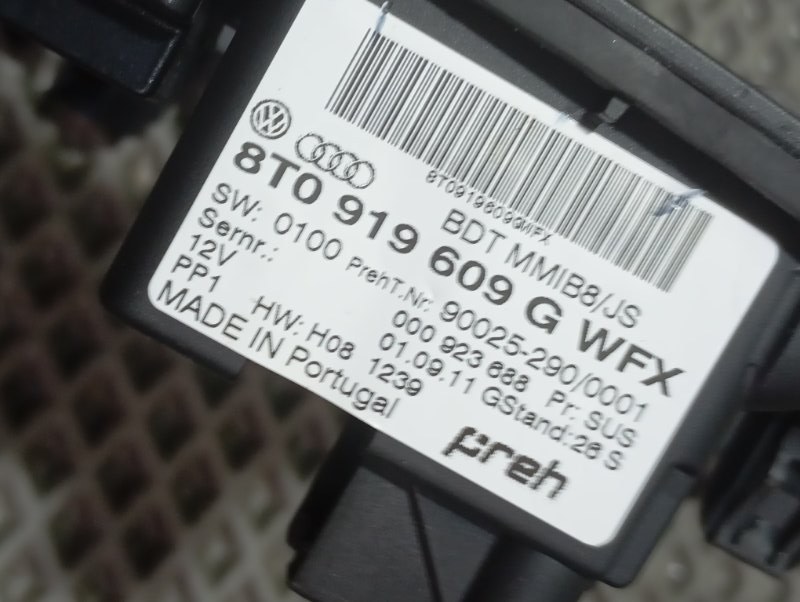 8T0919609GWFX
BDT MMIB8/JS
8T0 919 609 G WFX
SW: 0100 PrehT.Nr. 90025-290/0001
Sernr.: 000 923 688 Pr: SUS
12V 01.09.11 GStand:26 S
PP1 HW: H08 1239
MADE IN Portugal
preh